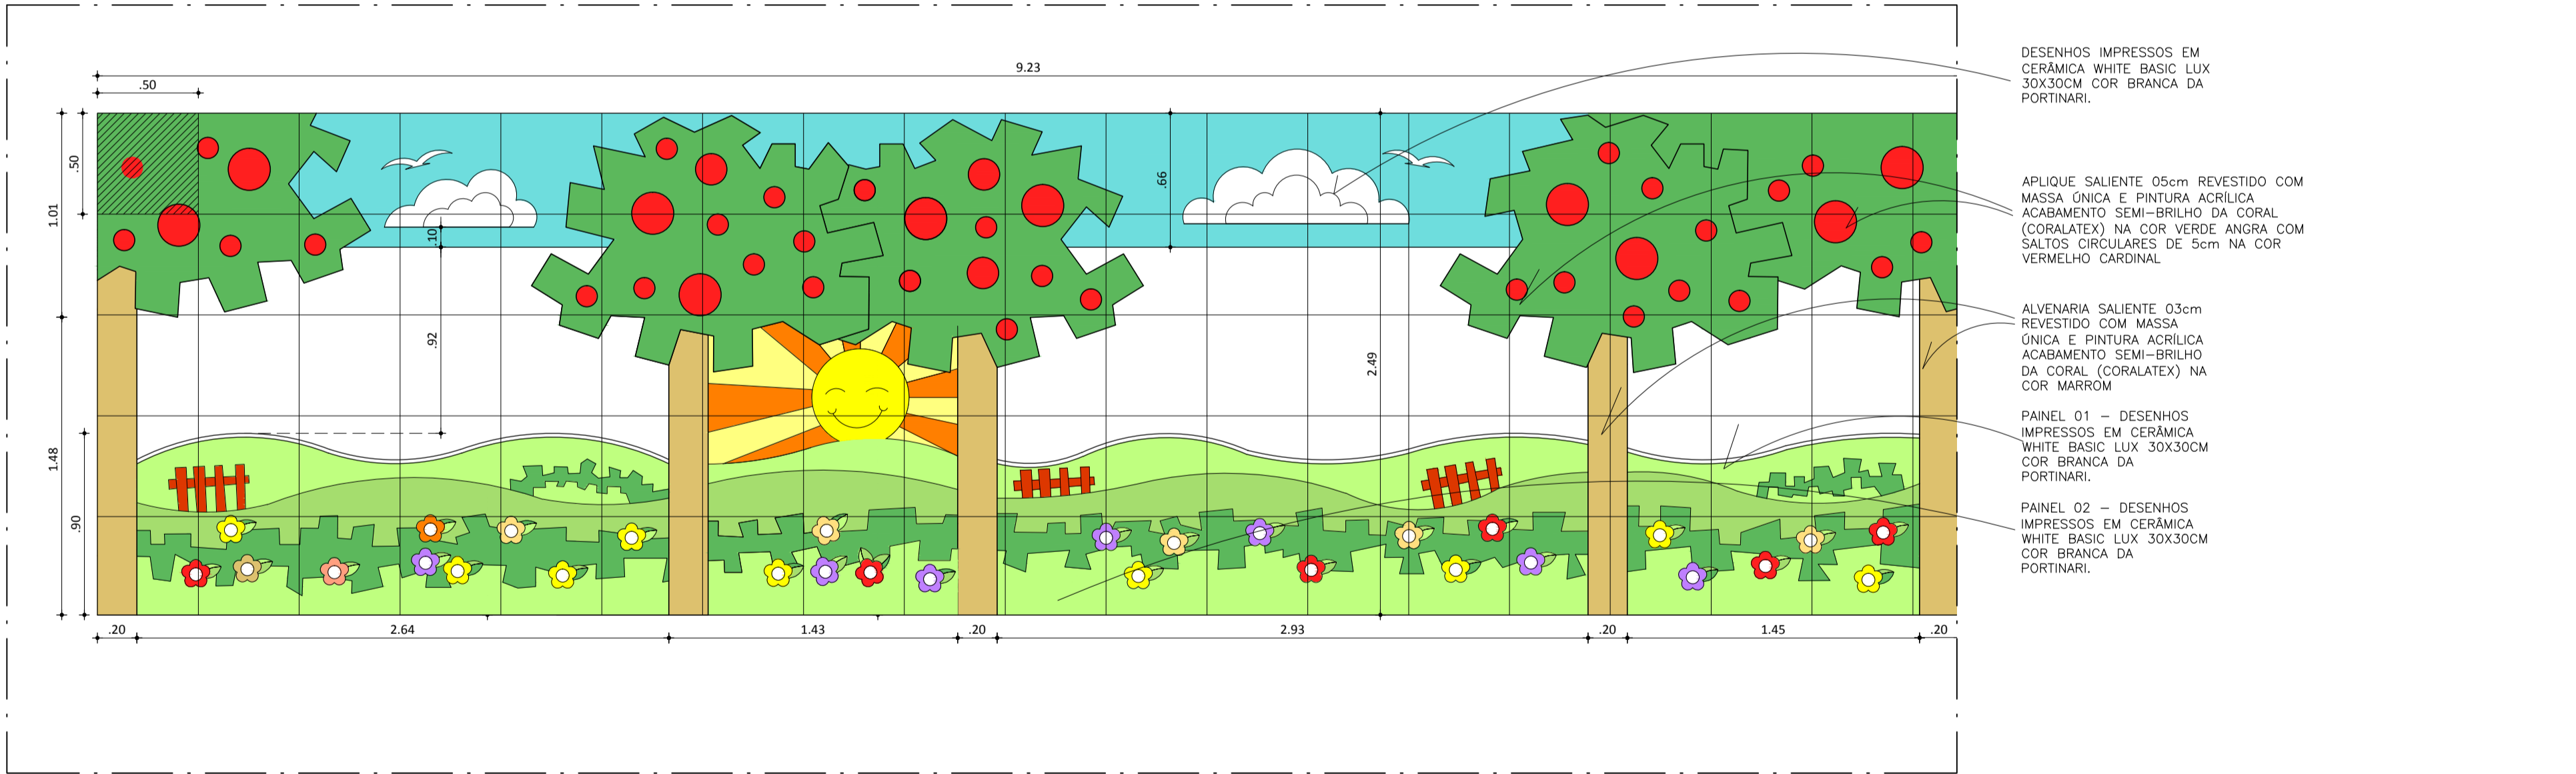 9.23
.50
.50
1.01
.66
.10
.92
2.49
1.48
.90
.20
2.64
1.43
.20
2.93
.20
1.45
.20
DESENHOS IMPRESSOS EM
CERÂMICA WHITE BASIC LUX
30X30CM COR BRANCA DA
PORTINARI.
APLIQUE SALIENTE 05cm REVESTIDO COM
MASSA ÚNICA E PINTURA ACRÍLICA
ACABAMENTO SEMI-BRILHO DA CORAL
(CORALATEX) NA COR VERDE ANGRA COM
SALTOS CIRCULARES DE 5cm NA COR
VERMELHO CARDINAL
ALVENARIA SALIENTE 03cm
REVESTIDO COM MASSA
ÚNICA E PINTURA ACRÍLICA
ACABAMENTO SEMI-BRILHO
DA CORAL (CORALATEX) NA
COR MARROM
PAINEL 01 - DESENHOS
IMPRESSOS EM CERÂMICA
WHITE BASIC LUX 30X30CM
COR BRANCA DA
PORTINARI.
PAINEL 02 - DESENHOS
IMPRESSOS EM CERÂMICA
WHITE BASIC LUX 30X30CM
COR BRANCA DA
PORTINARI.